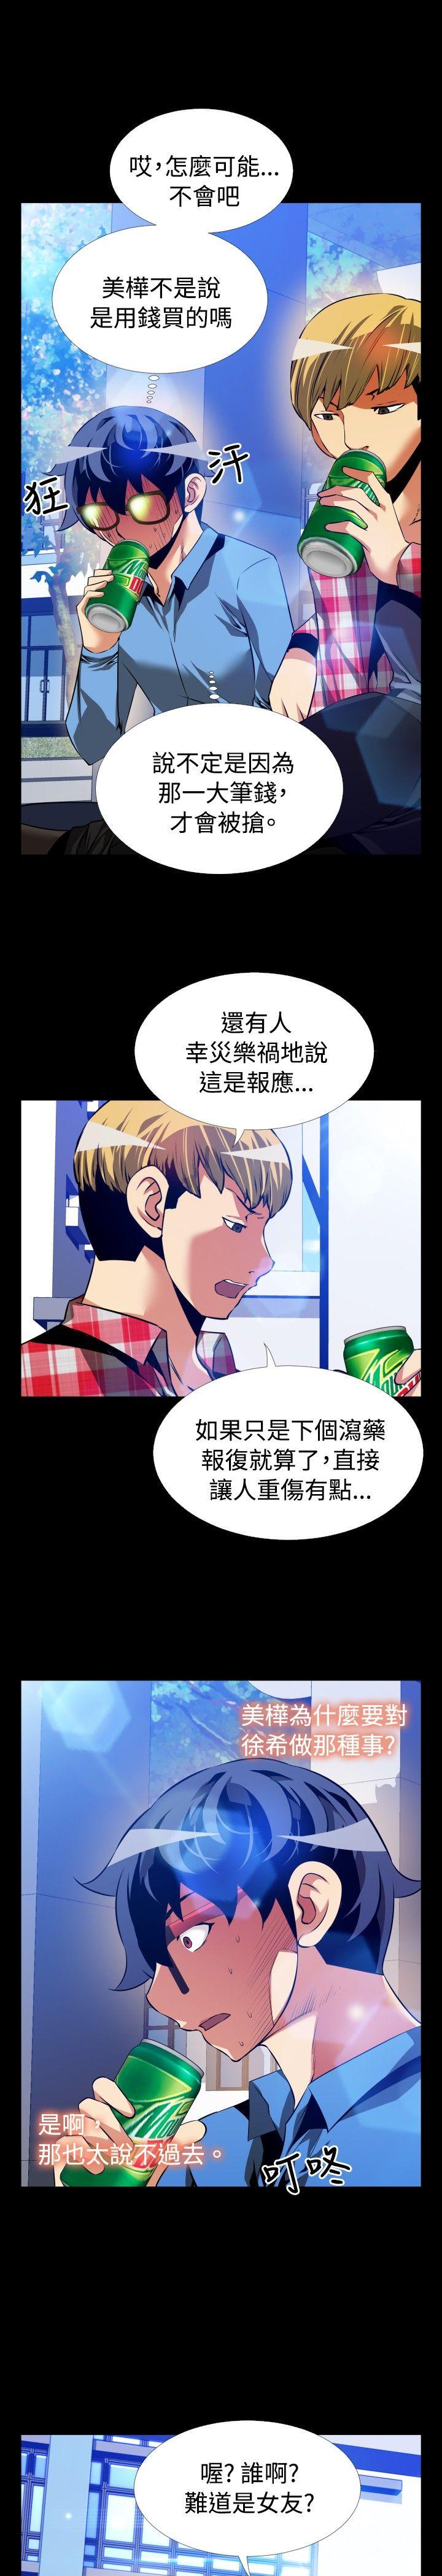 哎，怎麼可能...
不會吧
美樺不是說
是用錢買的嗎
狂
汗
說不定是因為
那一大筆錢，
才會被搶。
還有人
幸災樂禍地說
這是報應...
如果只是下個瀉藥
報復就算了，直接
讓人重傷有點...
美樺為什麼要對
徐希做那種事?
是啊，
那也太說不過去。
叮咚
喔? 誰啊?
難道是女友?